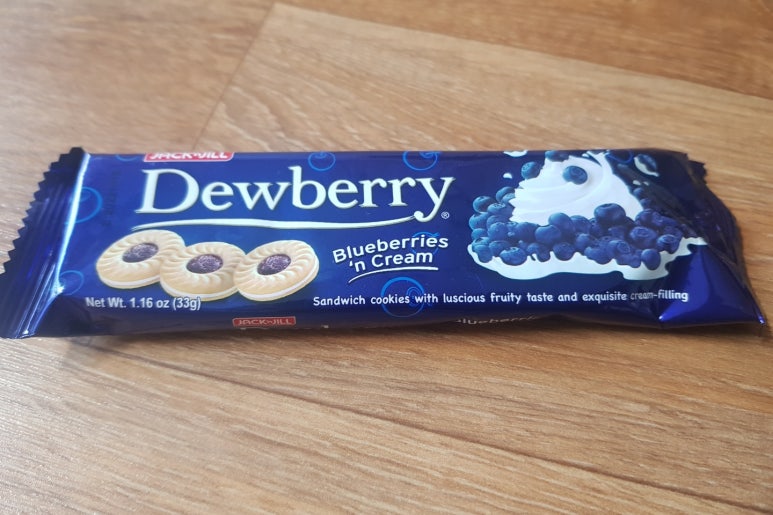 JACK 'n JILL
Dewberry®
Blueberries
'n Cream
Net Wt. 1.16 oz (33g)
Sandwich cookies with luscious fruity taste and exquisite cream-filling
JACK 'n JILL